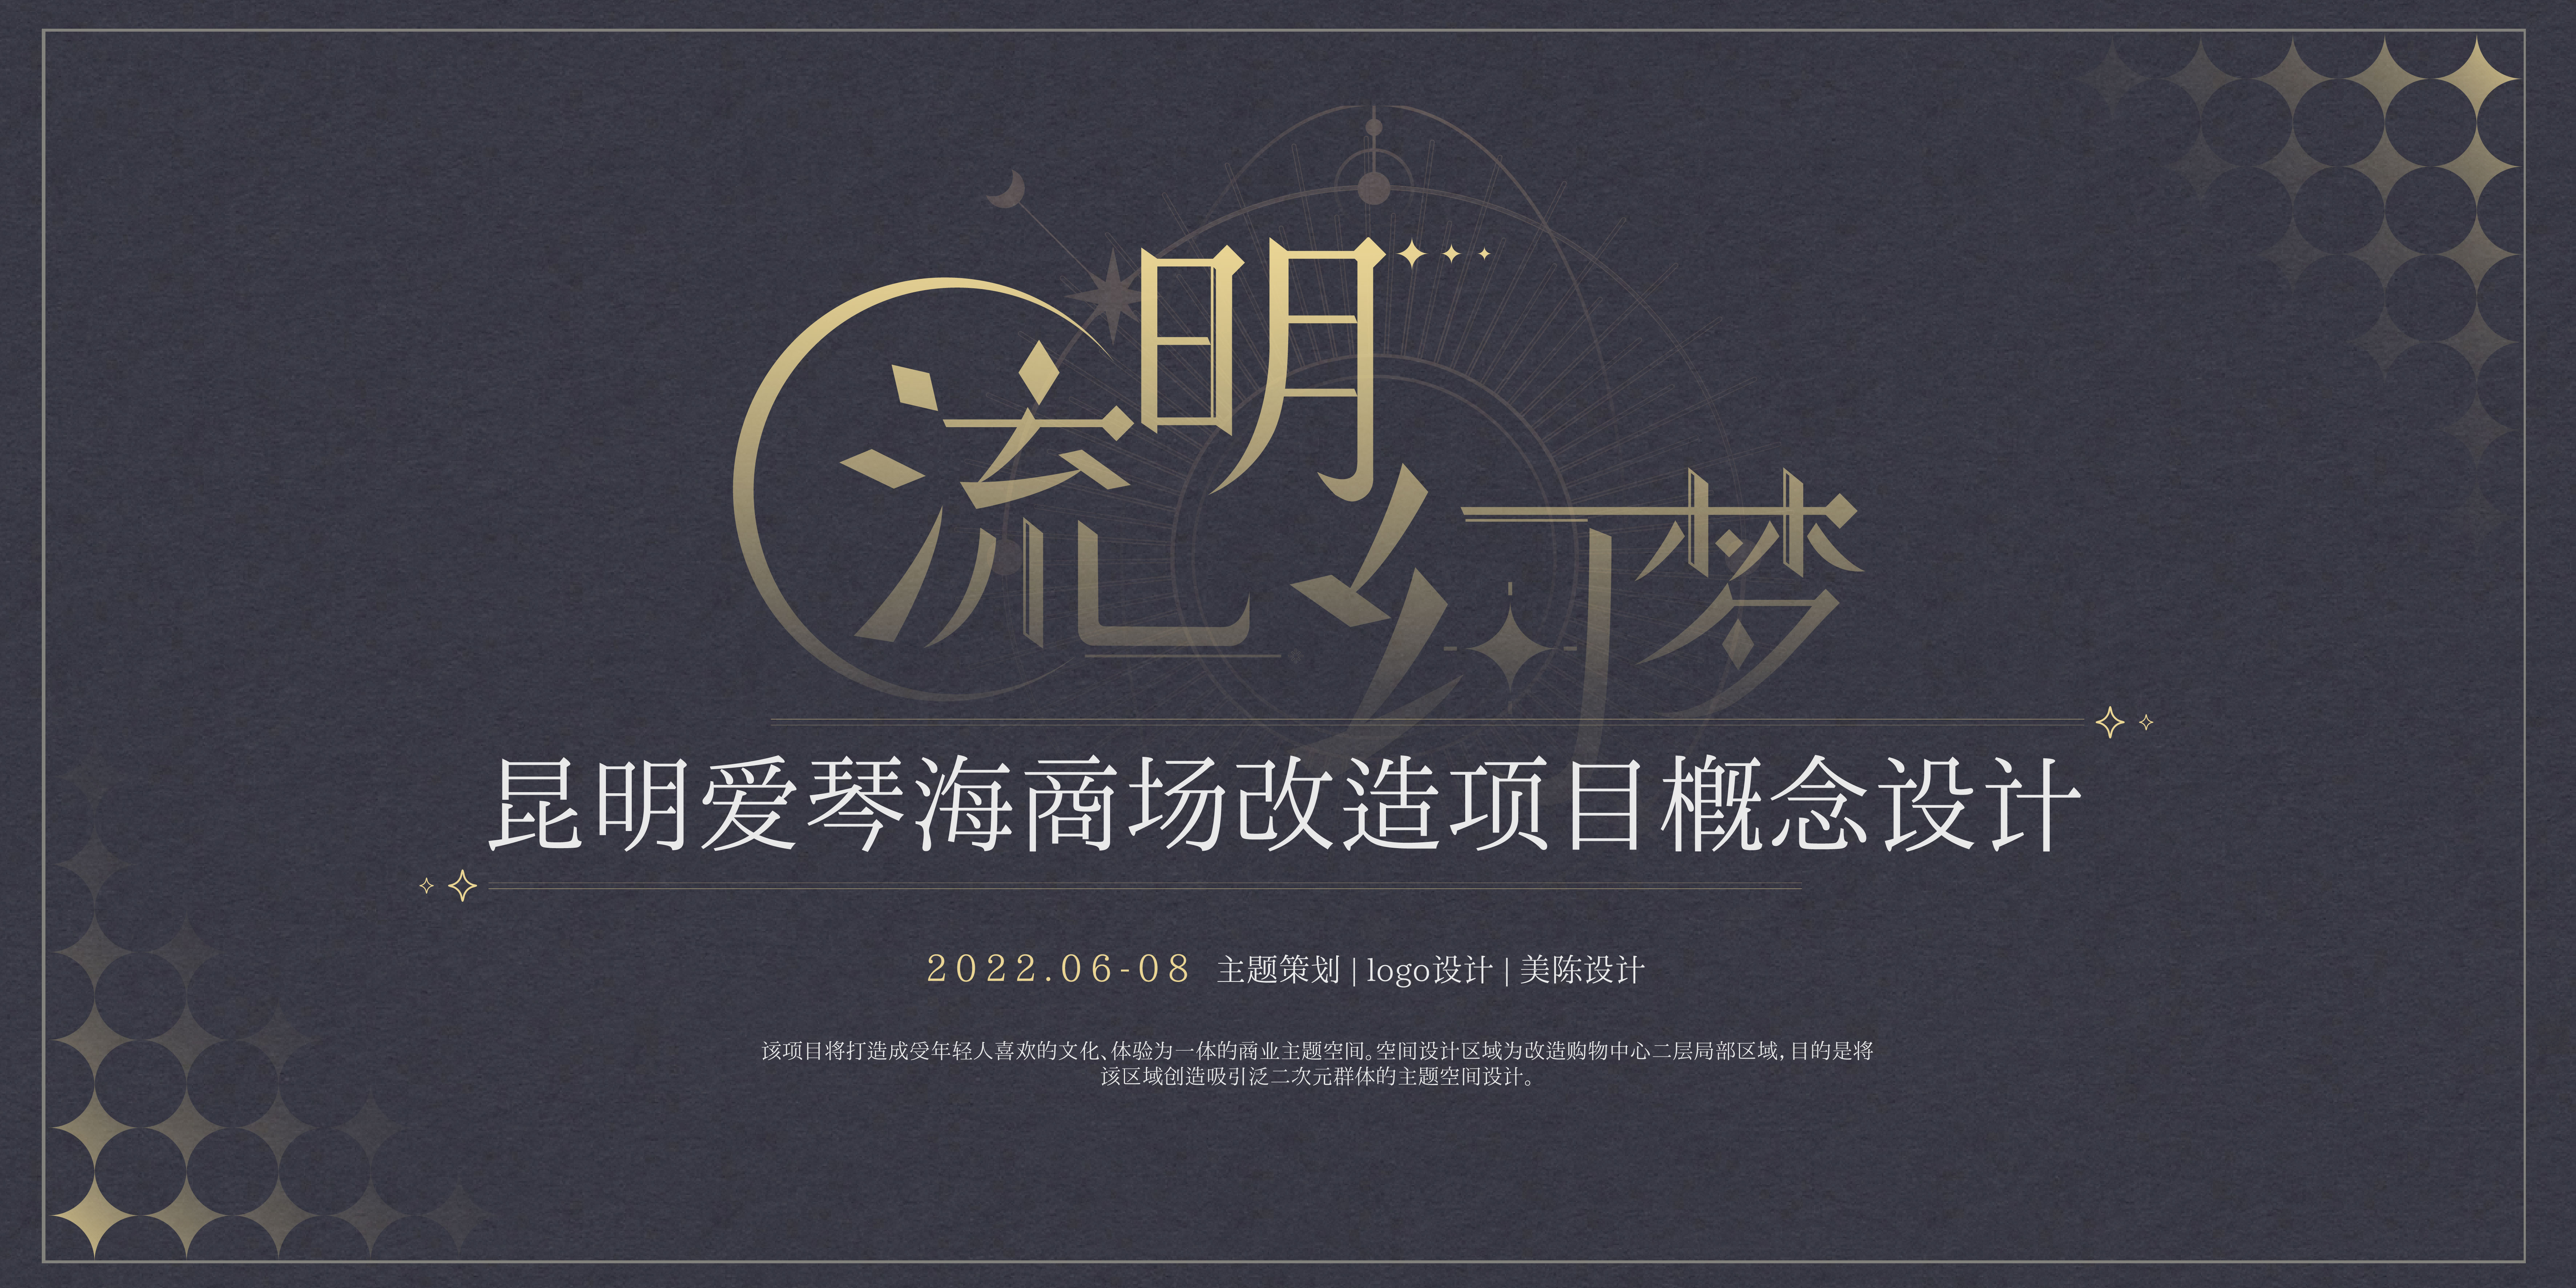 流明幻梦
昆明爱琴海商场改造项目概念设计
2022.06-08 主题策划 | logo设计 | 美陈设计
该项目将打造成受年轻人喜欢的文化、体验为一体的商业主题空间。空间设计区域为改造购物中心二层局部区域，目的是将
该区域创造吸引泛二次元群体的主题空间设计。